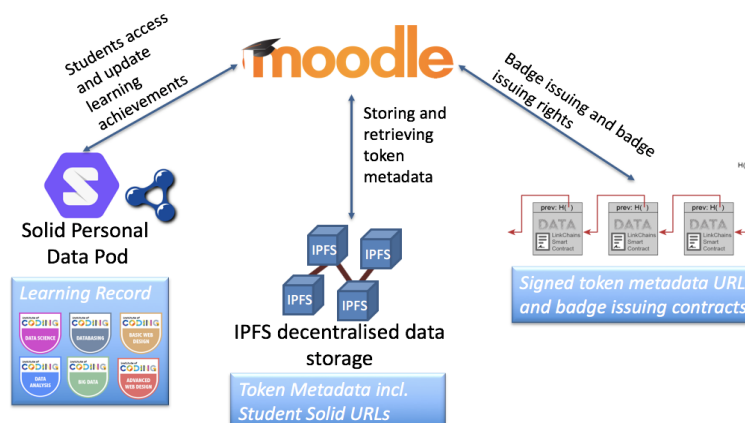 Students access
and update
learning
achievements
moodle
Badge issuing and badge
issuing rights
Storing and
retrieving
token
metadata
Solid Personal
Data Pod
Learning Record
CODING
DATA SCIENCE
CODING
DATABASING
CODING
BASIC WEB
DESIGN
CODING
DATA
ANALYSIS
CODING
BIG DATA
CODING
ADVANCED
WEB DESIGN
IPFS
IPFS
IPFS
IPFS
IPFS decentralised data
storage
Token Metadata incl.
Student Solid URLs
H(
prev: H( )
DATA
LinkChains
Smart
Contract
prev: H( )
DATA
LinkChains
Smart
Contract
prev: H( )
DATA
LinkChains
Smart
Contract
Signed token metadata URL
and badge issuing contracts